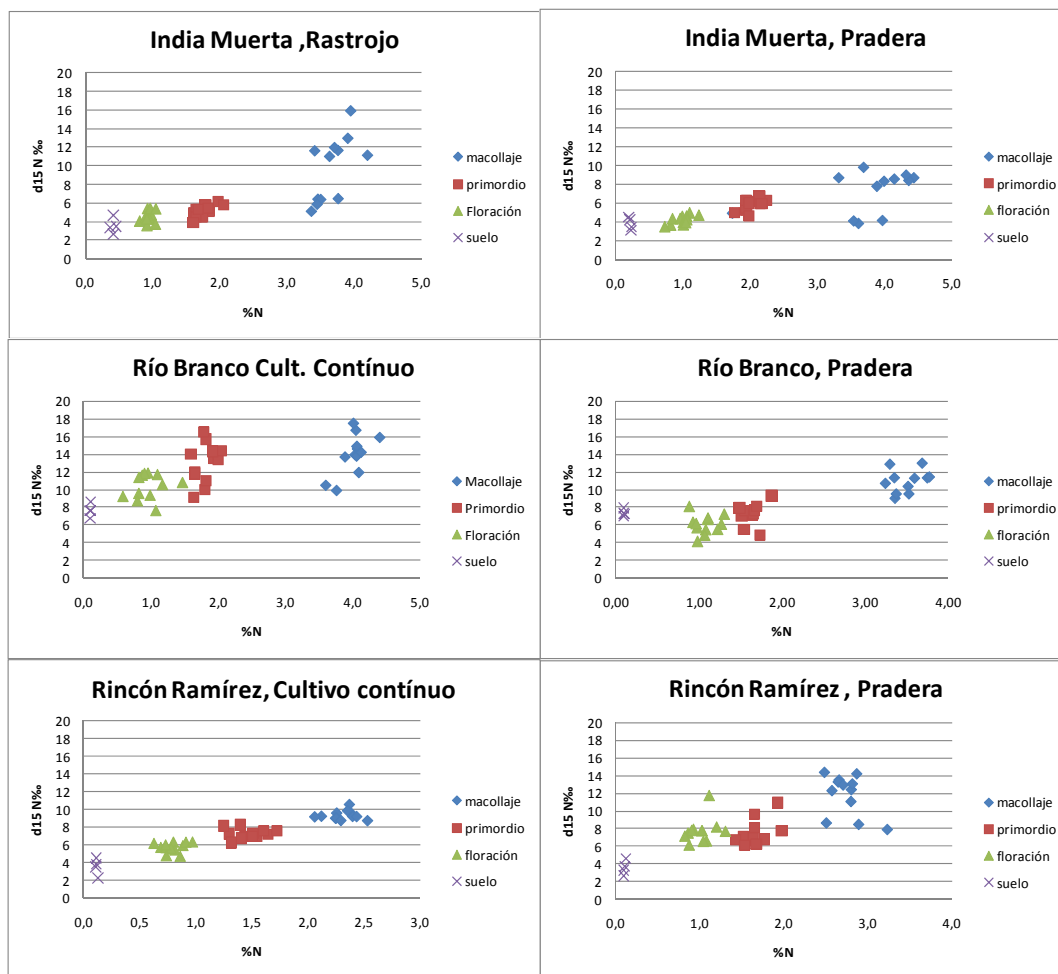 India Muerta ,Rastrojo
20
18
16
14
12
10
8
6
4
2
0
d15 N‰
0,0 1,0 2,0 3,0 4,0 5,0
%N
macollaje
primordio
Floración
suelo
India Muerta, Pradera
20
18
16
14
12
10
8
6
4
2
0
d15 N‰
0,0 1,0 2,0 3,0 4,0 5,0
%N
macollaje
primordio
Floración
suelo
Río Branco Cult. Contínuo
20
18
16
14
12
10
8
6
4
2
0
d15 N‰
0,0 1,0 2,0 3,0 4,0 5,0
%N
Macollaje
Primordio
Floración
suelo
Río Branco, Pradera
20
18
16
14
12
10
8
6
4
2
0
d15 N‰
0,00 1,00 2,00 3,00 4,00
%N
macollaje
primordio
floración
suelo
Rincón Ramírez, Cultivo contínuo
20
18
16
14
12
10
8
6
4
2
0
d15 N‰
0,0 0,5 1,0 1,5 2,0 2,5 3,0
%N
macollaje
primordio
floración
suelo
Rincón Ramírez , Pradera
20
18
16
14
12
10
8
6
4
2
0
d15 N‰
0,0 1,0 2,0 3,0 4,0
%N
macollaje
primordio
floración
suelo